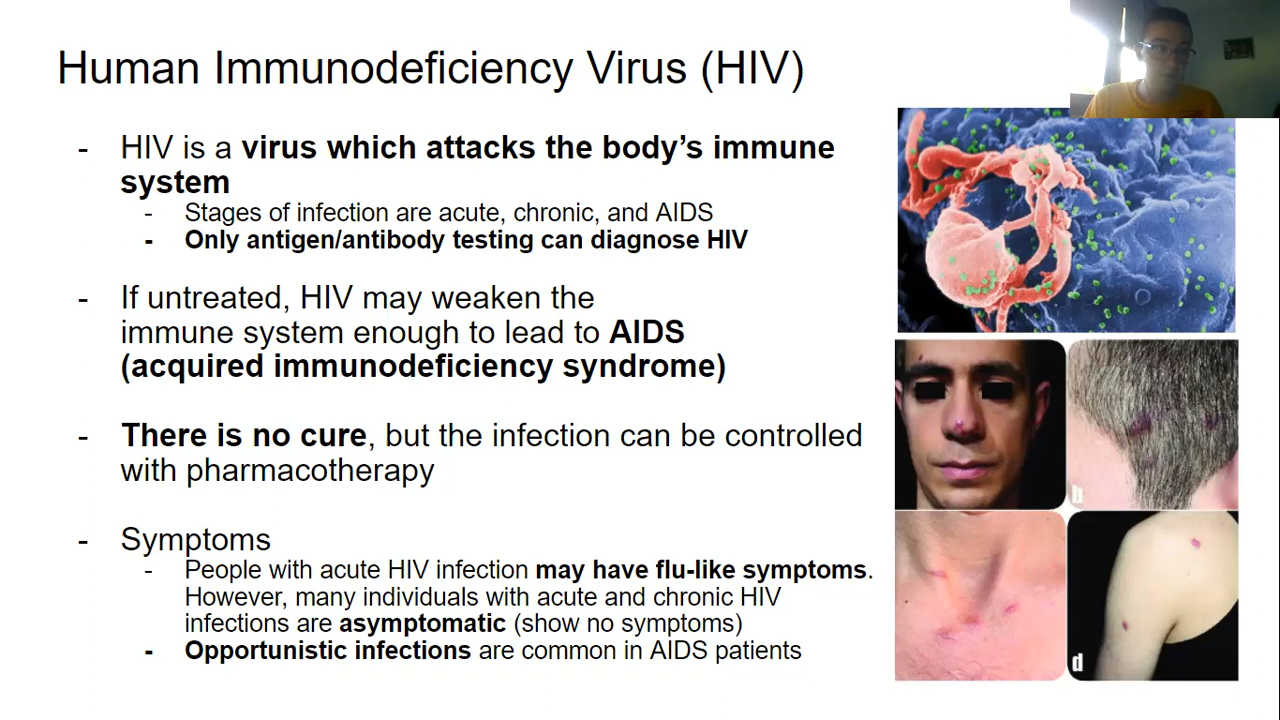 Human Immunodeficiency Virus (HIV)
- HIV is a virus which attacks the body's immune
system
- Stages of infection are acute, chronic, and AIDS
- Only antigen/antibody testing can diagnose HIV
- If untreated, HIV may weaken the
immune system enough to lead to AIDS
(acquired immunodeficiency syndrome)
- There is no cure, but the infection can be controlled
with pharmacotherapy
- Symptoms
- People with acute HIV infection may have flu-like symptoms.
However, many individuals with acute and chronic HIV
infections are asymptomatic (show no symptoms)
- Opportunistic infections are common in AIDS patients
b
d